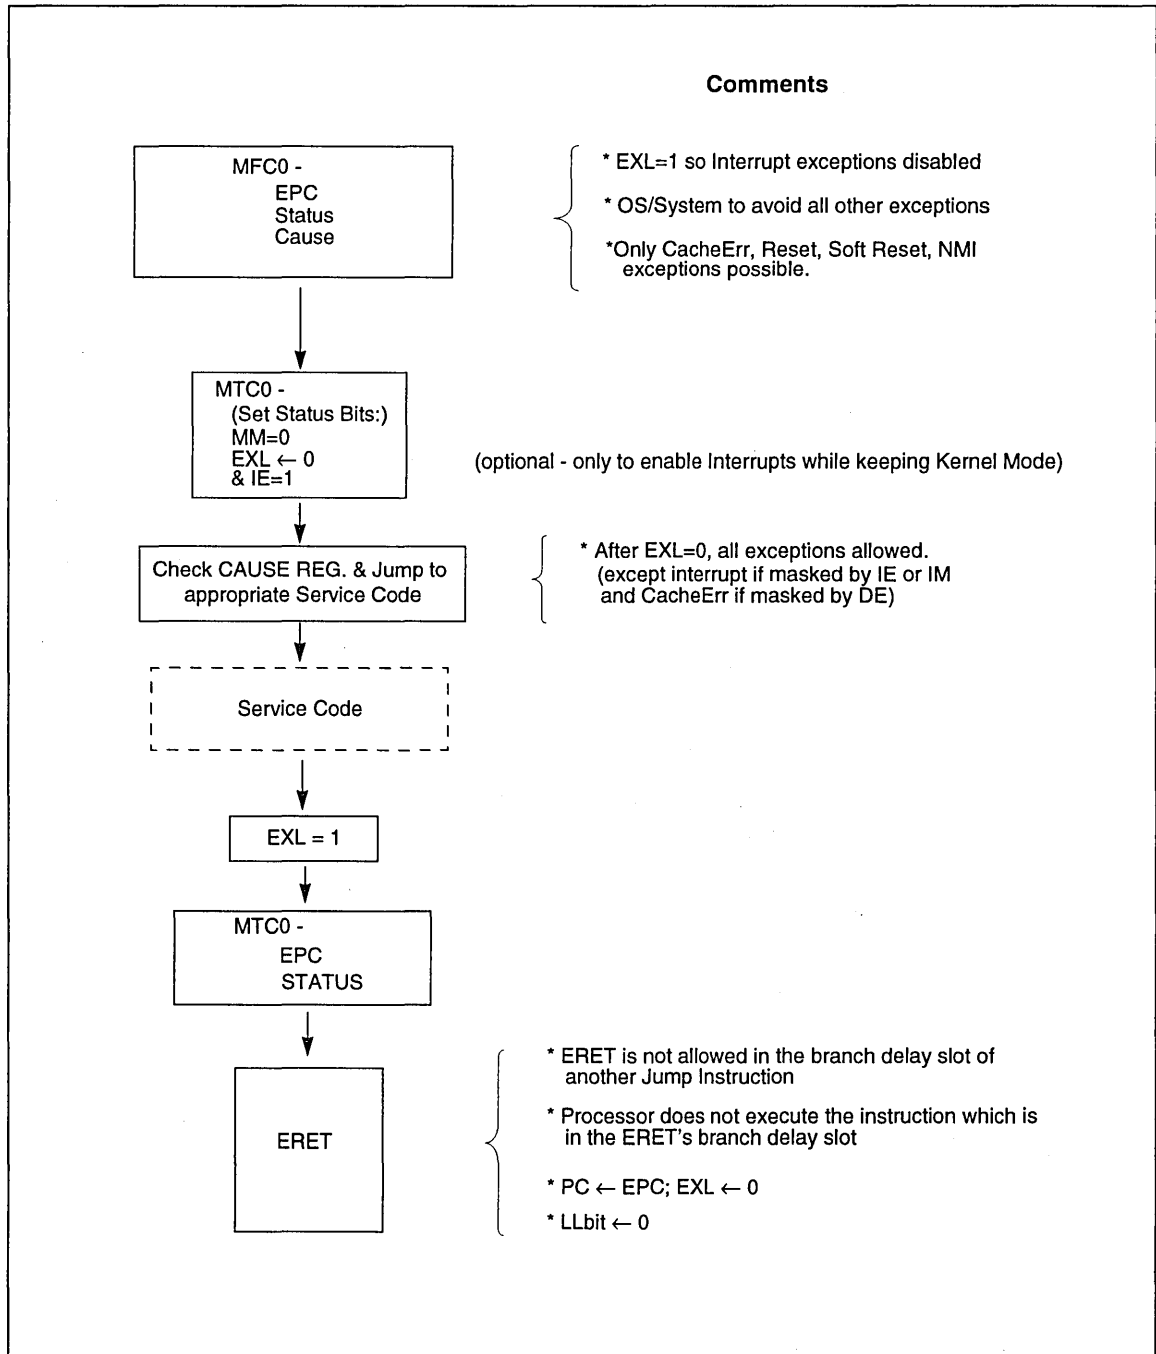 Comments
MFC0 -
EPC
Status
Cause
* EXL=1 so Interrupt exceptions disabled
* OS/System to avoid all other exceptions
*Only CacheErr, Reset, Soft Reset, NMI
exceptions possible.
MTC0 -
(Set Status Bits:)
MM=0
EXL ← 0
& IE=1
(optional - only to enable Interrupts while keeping Kernel Mode)
Check CAUSE REG. & Jump to
appropriate Service Code
* After EXL=0, all exceptions allowed.
(except interrupt if masked by IE or IM
and CacheErr if masked by DE)
Service Code
EXL = 1
MTC0 -
EPC
STATUS
ERET
* ERET is not allowed in the branch delay slot of
another Jump Instruction
* Processor does not execute the instruction which is
in the ERET's branch delay slot
* PC ← EPC; EXL ← 0
* LLbit ← 0